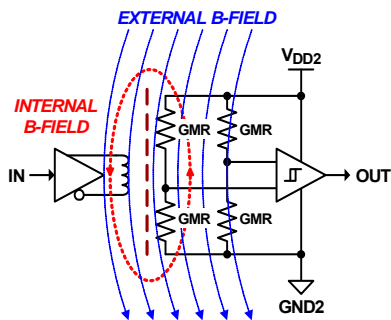 EXTERNAL B-FIELD
VDD2
INTERNAL
B-FIELD
GMR
GMR
IN
OUT
GMR
GMR
GND2